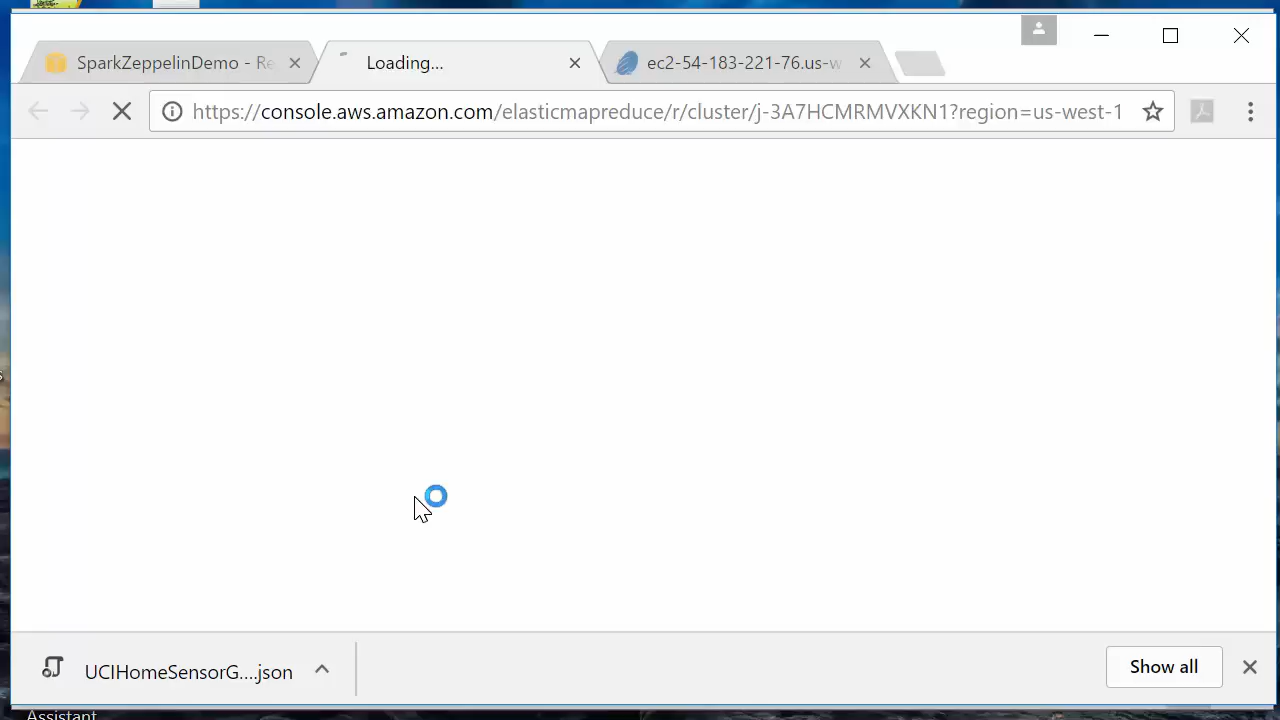 SparkZeppelinDemo - Re
Loading...
ec2-54-183-221-76.us-w
https://console.aws.amazon.com/elasticmapreduce/r/cluster/j-3A7HCMRMVXKN1?region=us-west-1
s
UCIHomeSensorG....json
Show all
Assistant